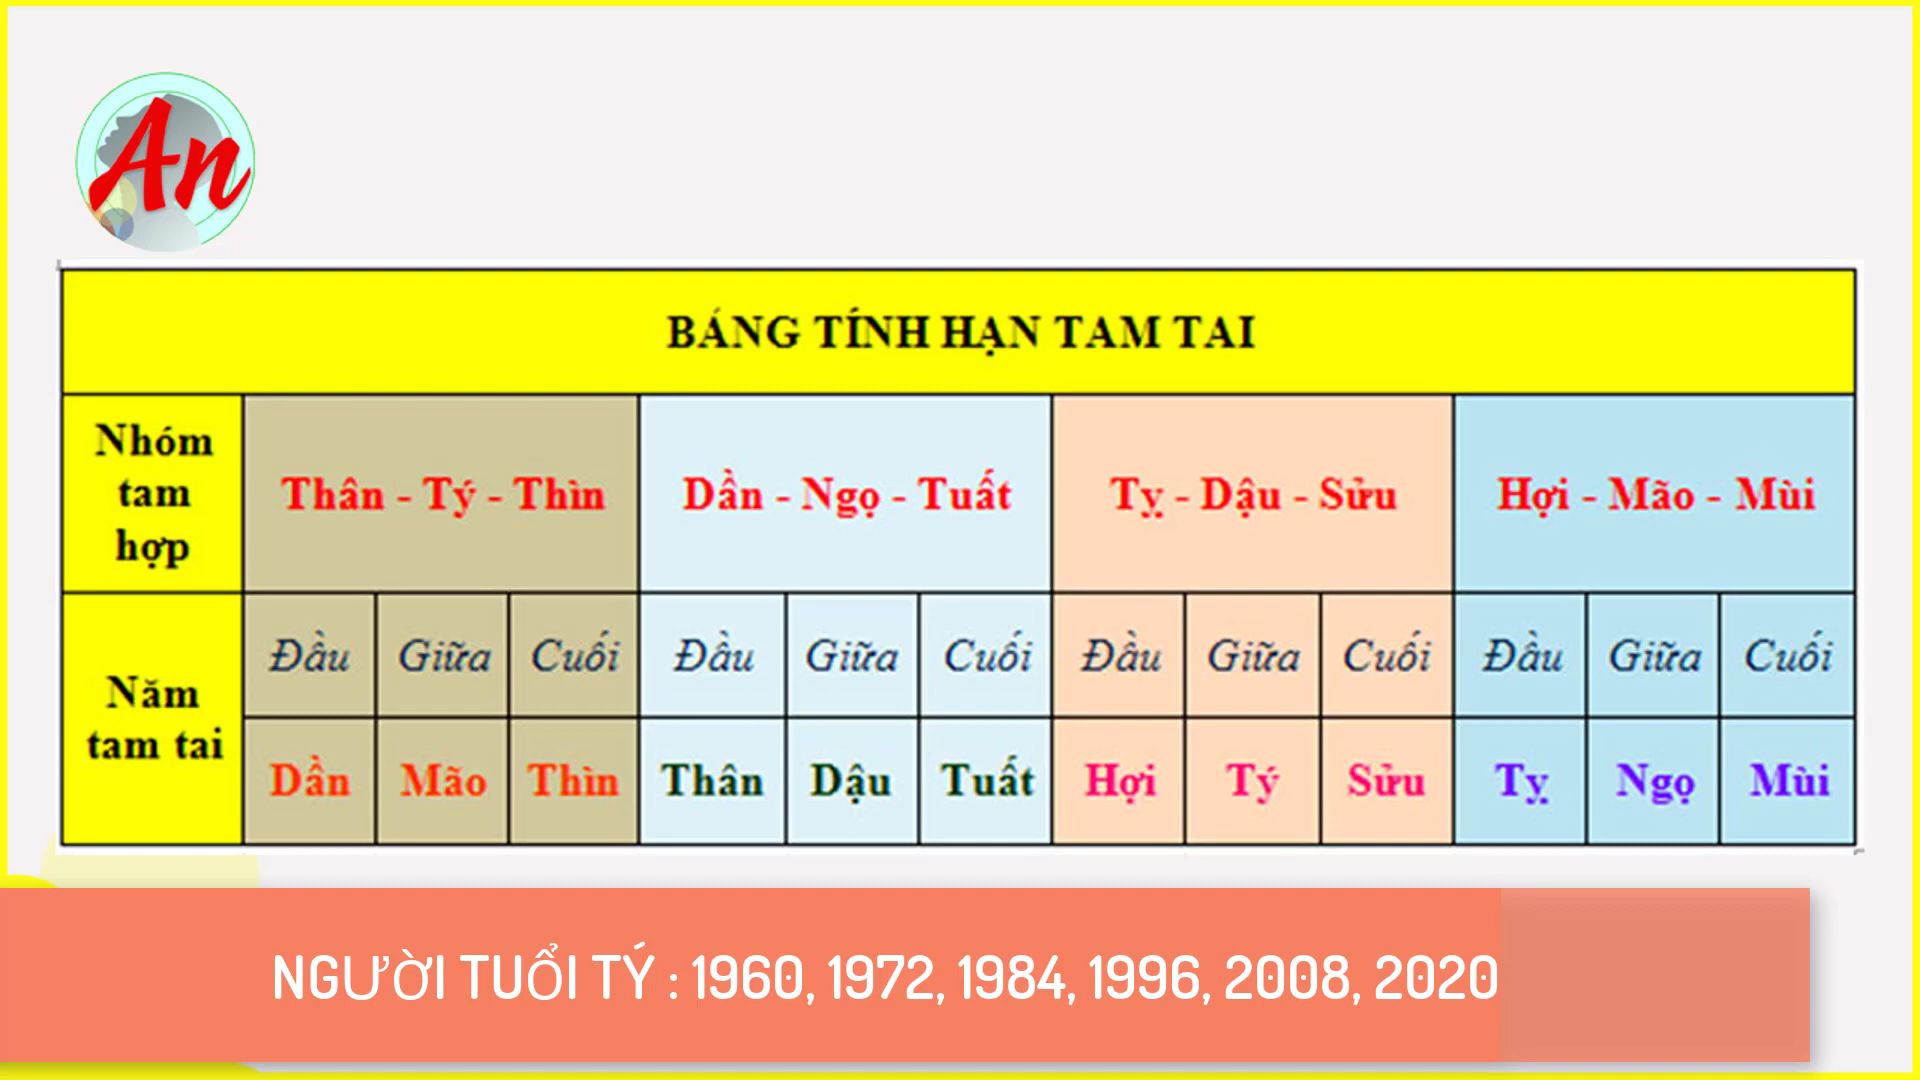 An
BẢNG TÍNH HẠN TAM TAI
Nhóm
tam
hợp
Thân - Tý - Thìn
Dần - Ngọ - Tuất
Tỵ - Dậu - Sửu
Hợi - Mão - Mùi
Năm
tam tai
Đầu Giữa Cuối Đầu Giữa Cuối Đầu Giữa Cuối Đầu Giữa Cuối
Dần Mão Thìn Thân Dậu Tuất Hợi Tý Sửu Tỵ Ngọ Mùi
NGƯỜI TUỔI TÝ : 1960, 1972, 1984, 1996, 2008, 2020